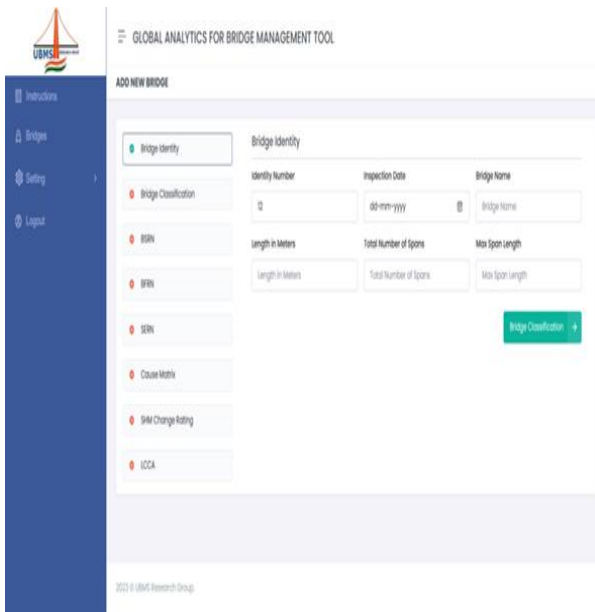 UBMS
GLOBAL ANALYTICS FOR BRIDGE MANAGEMENT TOOL
ADD NEW BRIDGE
Instructions
Bridges
Setting
Logout
Bridge Identity
Bridge Classification
BSRN
BFRN
SERN
Cause Matrix
SHM Change Rating
LCCA
Bridge Identity
Identity Number
Inspection Date
Bridge Name
12
dd-mm-yyyy
Bridge Name
Length in Meters
Total Number of Spans
Max Span Length
Length in Meters
Total Number of Spans
Max Span Length
Bridge Classification
2023 © UBMS Research Group.